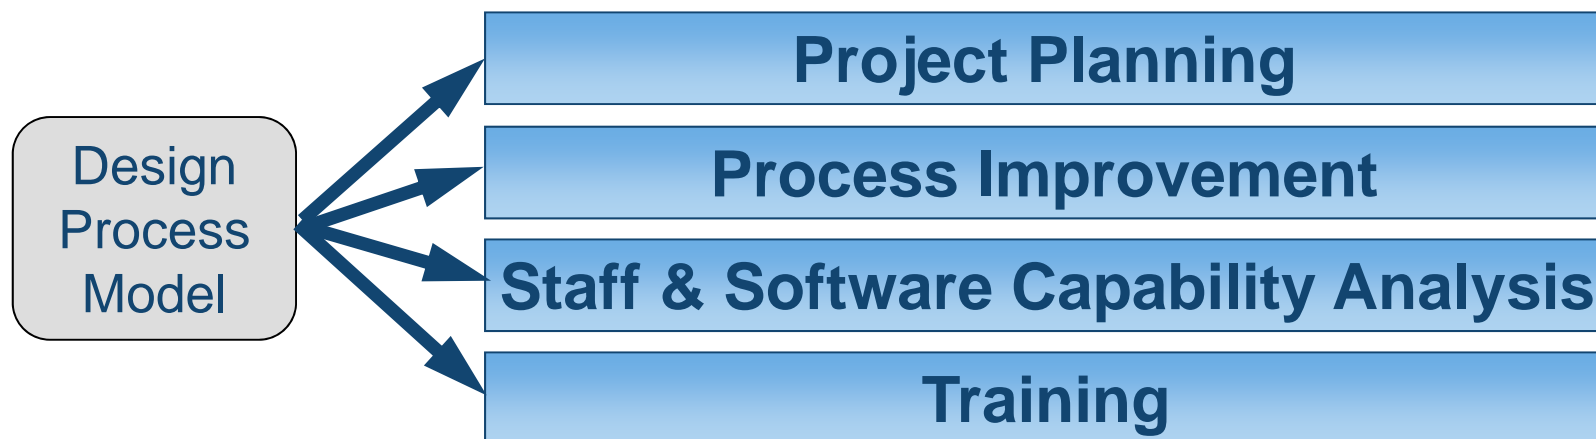 Design
Process
Model
Project Planning
Process Improvement
Staff & Software Capability Analysis
Training